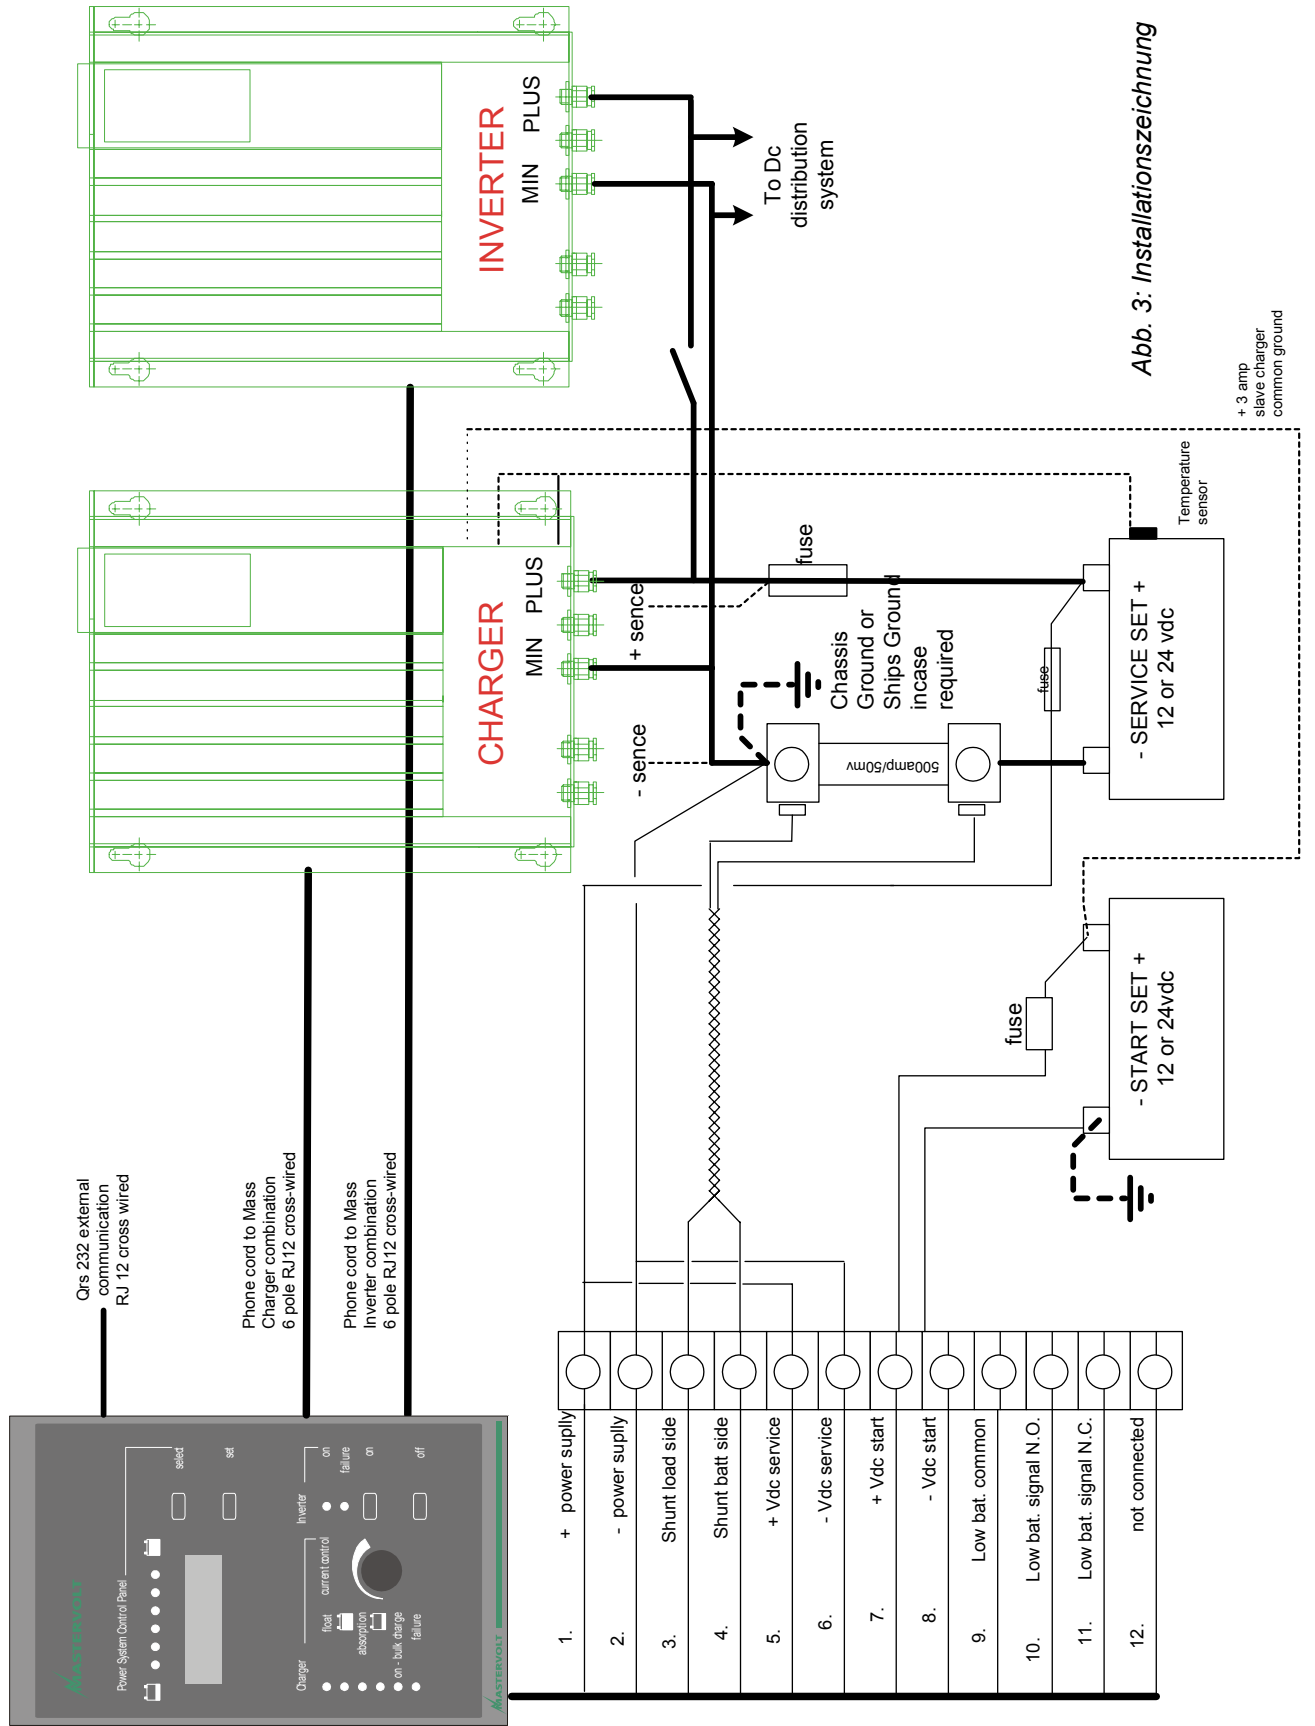 MASTERVOLT
Power System Control Panel
select
set
Charger
float
absorption
on - bulk charge
failure
current control
Inverter
on
failure
on
off
MASTERVOLT
Qrs 232 external
communication
RJ 12 cross wired
Phone cord to Mass
Charger combination
6 pole RJ12 cross-wired
Phone cord to Mass
Inverter combination
6 pole RJ12 cross-wired
CHARGER
MIN PLUS
INVERTER
MIN PLUS
To Dc
distribution
system
- sence
+ sence
fuse
Chassis
Ground or
Ships Ground
incase
required
500amp/50mv
fuse
- SERVICE SET +
12 or 24 vdc
Temperature
sensor
+ 3 amp
slave charger
common ground
fuse
- START SET +
12 or 24vdc
1. + power suplly
2. - power suplly
3. Shunt load side
4. Shunt batt side
5. + Vdc service
6. - Vdc service
7. + Vdc start
8. - Vdc start
9. Low bat. common
10. Low bat. signal N.O.
11. Low bat. signal N.C.
12. not connected
Abb. 3: Installationszeichnung